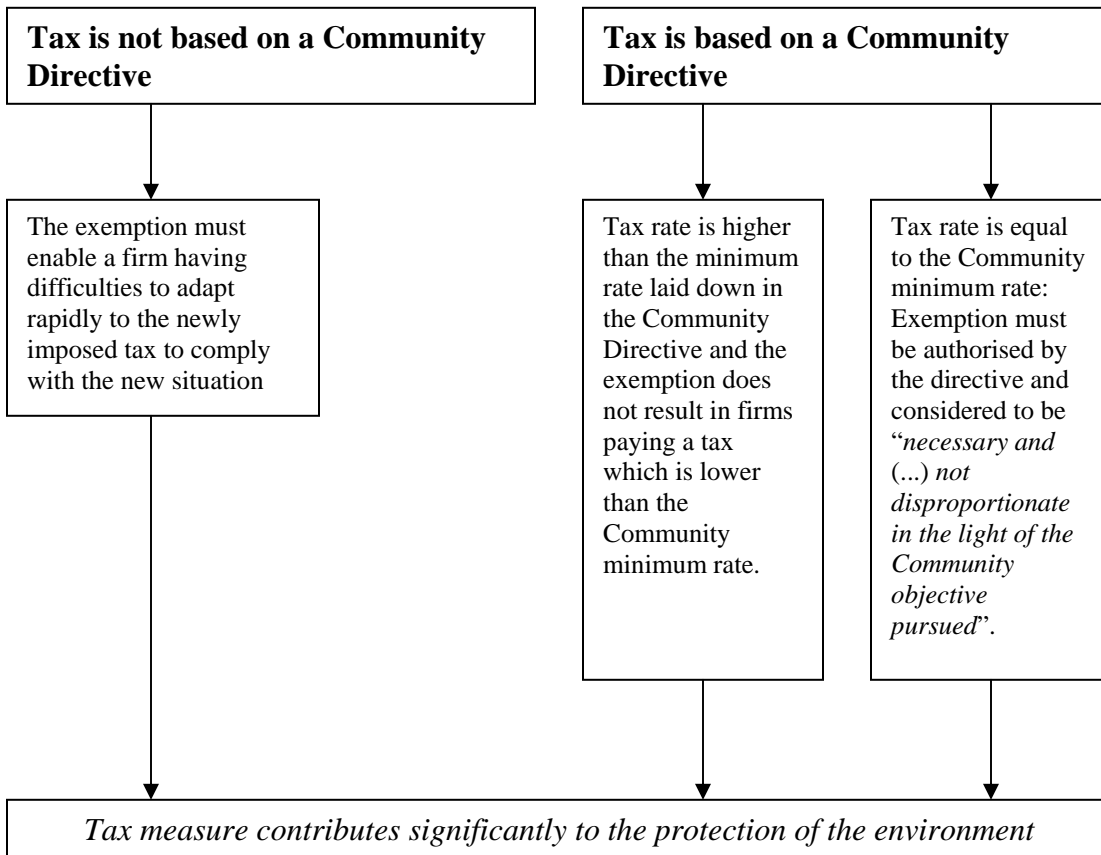 Tax is not based on a Community
Directive
Tax is based on a Community
Directive
The exemption must
enable a firm having
difficulties to adapt
rapidly to the newly
imposed tax to comply
with the new situation
Tax rate is higher
than the minimum
rate laid down in
the Community
Directive and the
exemption does
not result in firms
paying a tax
which is lower
than the
Community
minimum rate.
Tax rate is equal
to the Community
minimum rate:
Exemption must
be authorised by
the directive and
considered to be
“necessary and
(...) not
disproportionate
in the light of the
Community
objective
pursued”.
Tax measure contributes significantly to the protection of the environment